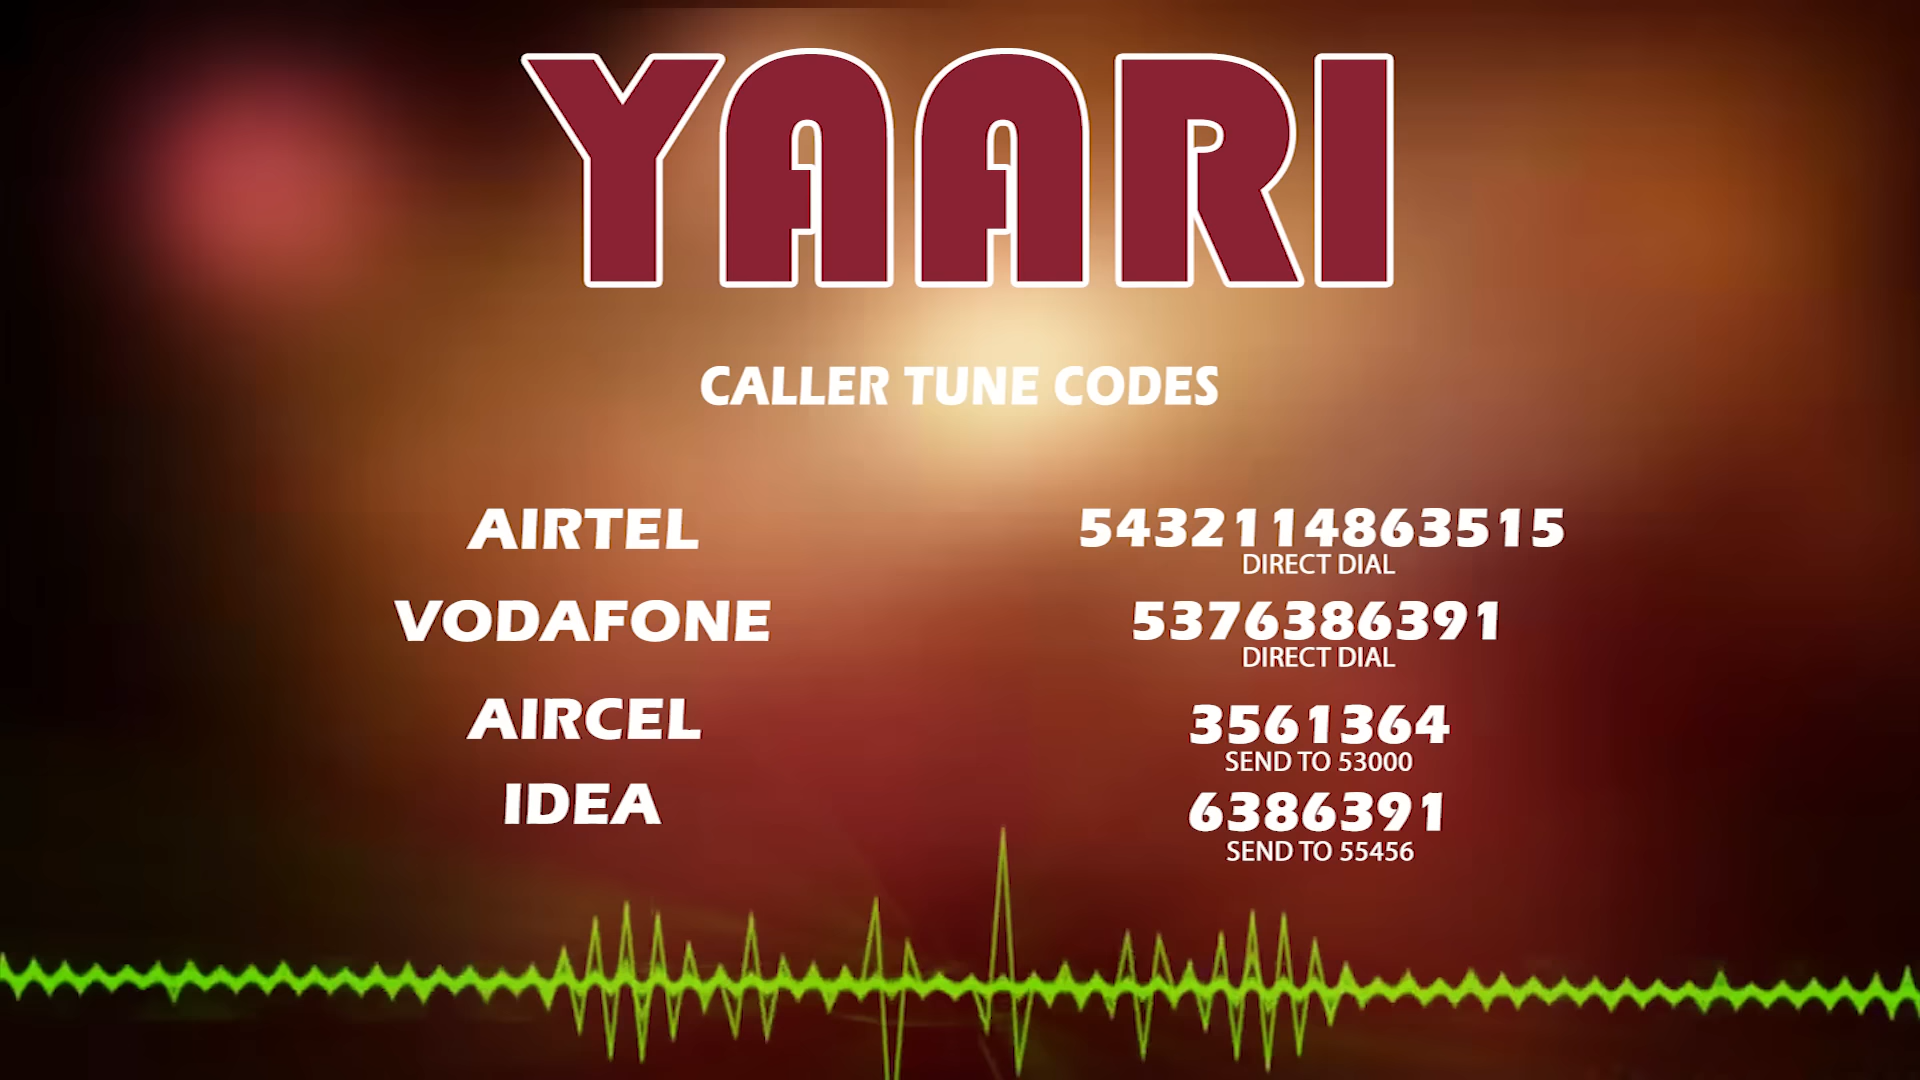 YAARI
CALLER TUNE CODES
AIRTEL 5432114863515
DIRECT DIAL
VODAFONE 5376386391
DIRECT DIAL
AIRCEL 3561364
SEND TO 53000
IDEA 6386391
SEND TO 55456